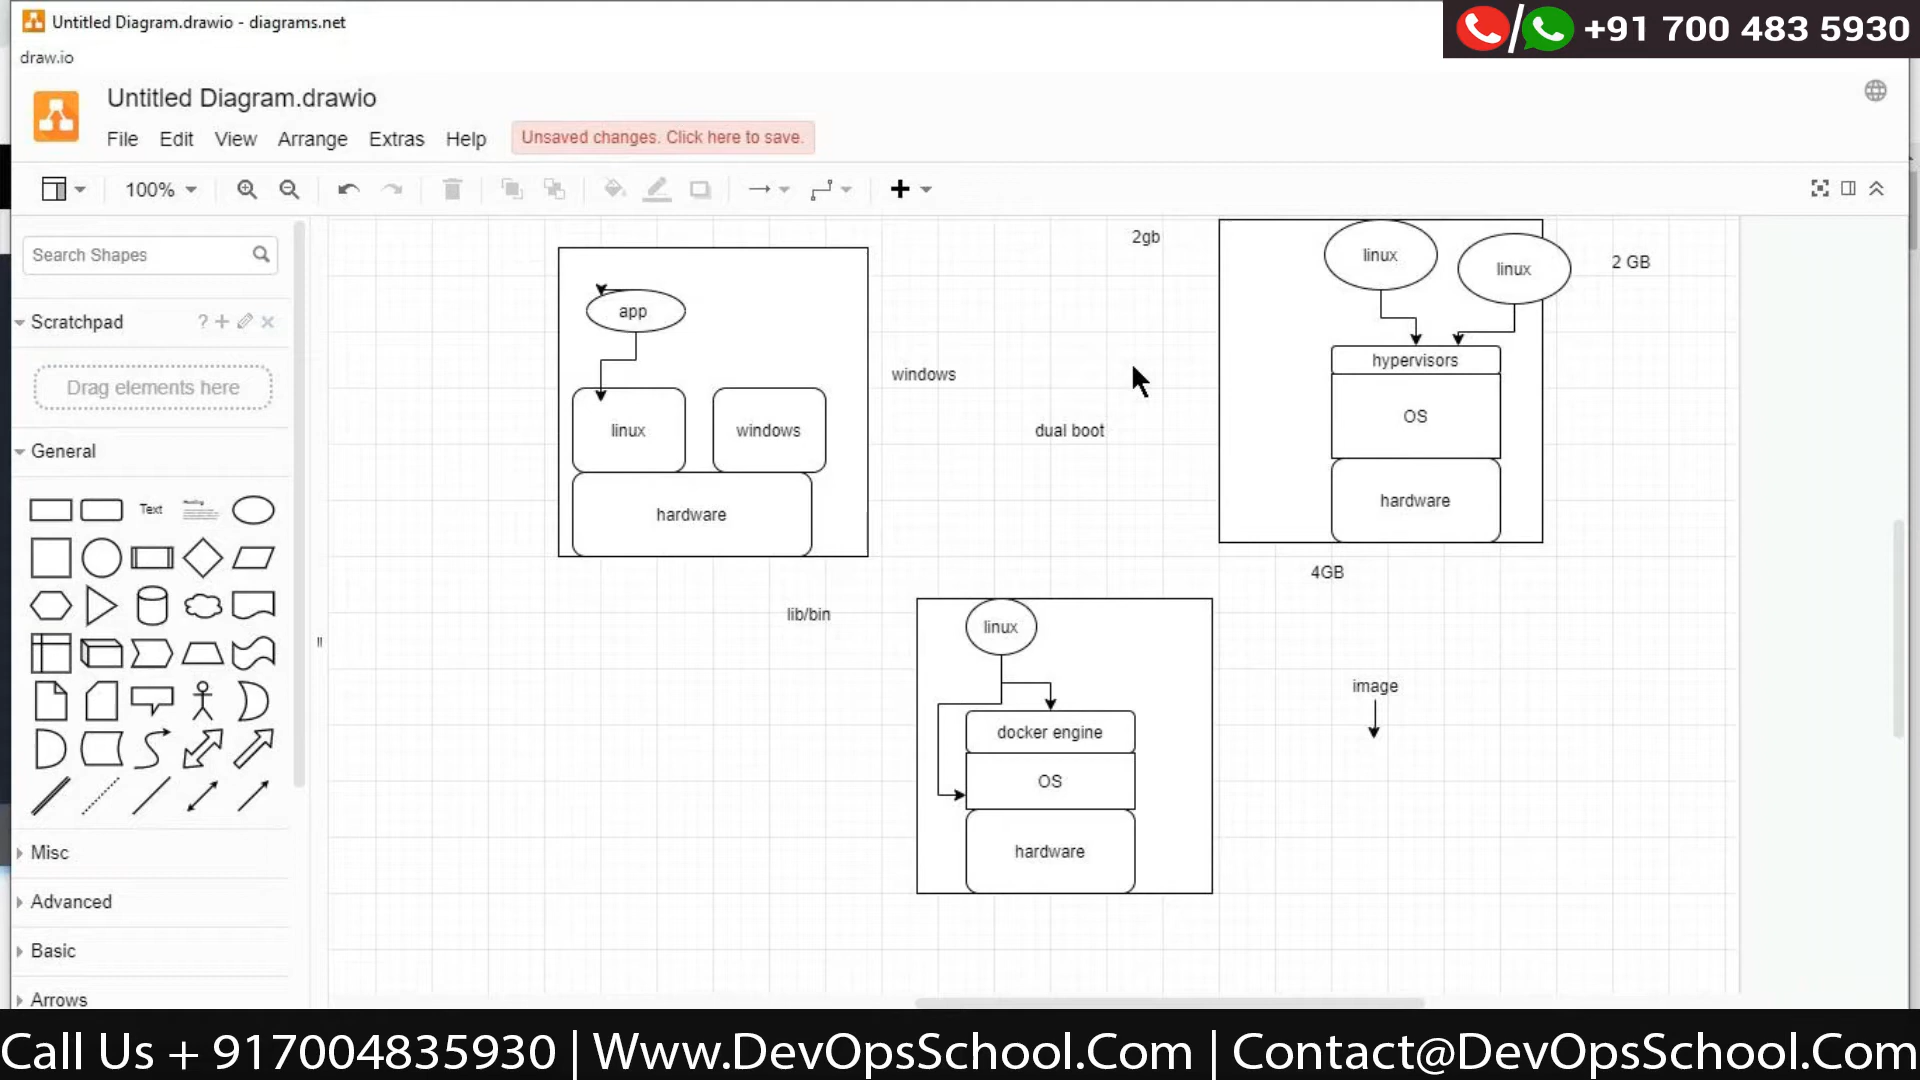 Untitled Diagram.drawio - diagrams.net
+91 700 483 5930
draw.io
Untitled Diagram.drawio
File Edit View Arrange Extras Help
Unsaved changes. Click here to save.
100%
Search Shapes
Scratchpad
?
Drag elements here
General
Text
Misc
Advanced
Basic
Arrows
app
linux
windows
hardware
windows
2gb
dual boot
linux
linux
2 GB
hypervisors
OS
hardware
4GB
lib/bin
linux
docker engine
OS
hardware
image
Call Us + 917004835930 | Www.DevOpsSchool.Com | Contact@DevOpsSchool.Com